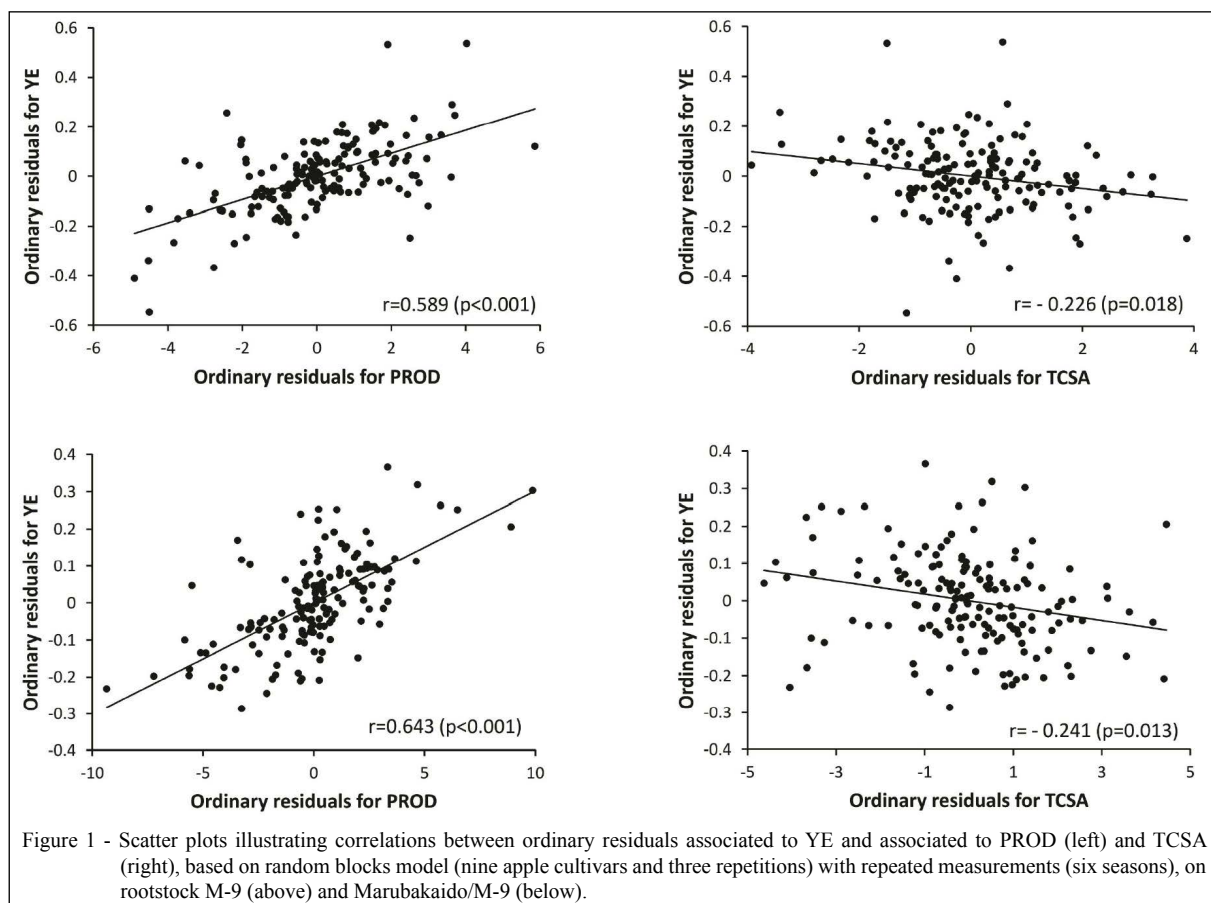 Ordinary residuals for YE
0.6
0.4
0.2
0
-0.2
-0.4
-0.6
r=0.589 (p<0.001)
-6 -4 -2 0 2 4 6
Ordinary residuals for PROD
Ordinary residuals for YE
0.6
0.4
0.2
0
-0.2
-0.4
-0.6
r= - 0.226 (p=0.018)
-4 -2 0 2 4
Ordinary residuals for TCSA
Ordinary residuals for YE
0.4
0.3
0.2
0.1
0
-0.1
-0.2
-0.3
0.4
r=0.643 (p<0.001)
-10 -5 0 5 10
Ordinary residuals for PROD
Ordinary residuals for YE
0.4
0.3
0.2
0.1
0
-0.1
-0.2
-0.3
0.4
r= - 0.241 (p=0.013)
-5 -3 -1 1 3 5
Ordinary residuals for TCSA
Figure 1 - Scatter plots illustrating correlations between ordinary residuals associated to YE and associated to PROD (left) and TCSA
(right), based on random blocks model (nine apple cultivars and three repetitions) with repeated measurements (six seasons), on
rootstock M-9 (above) and Marubakaido/M-9 (below).